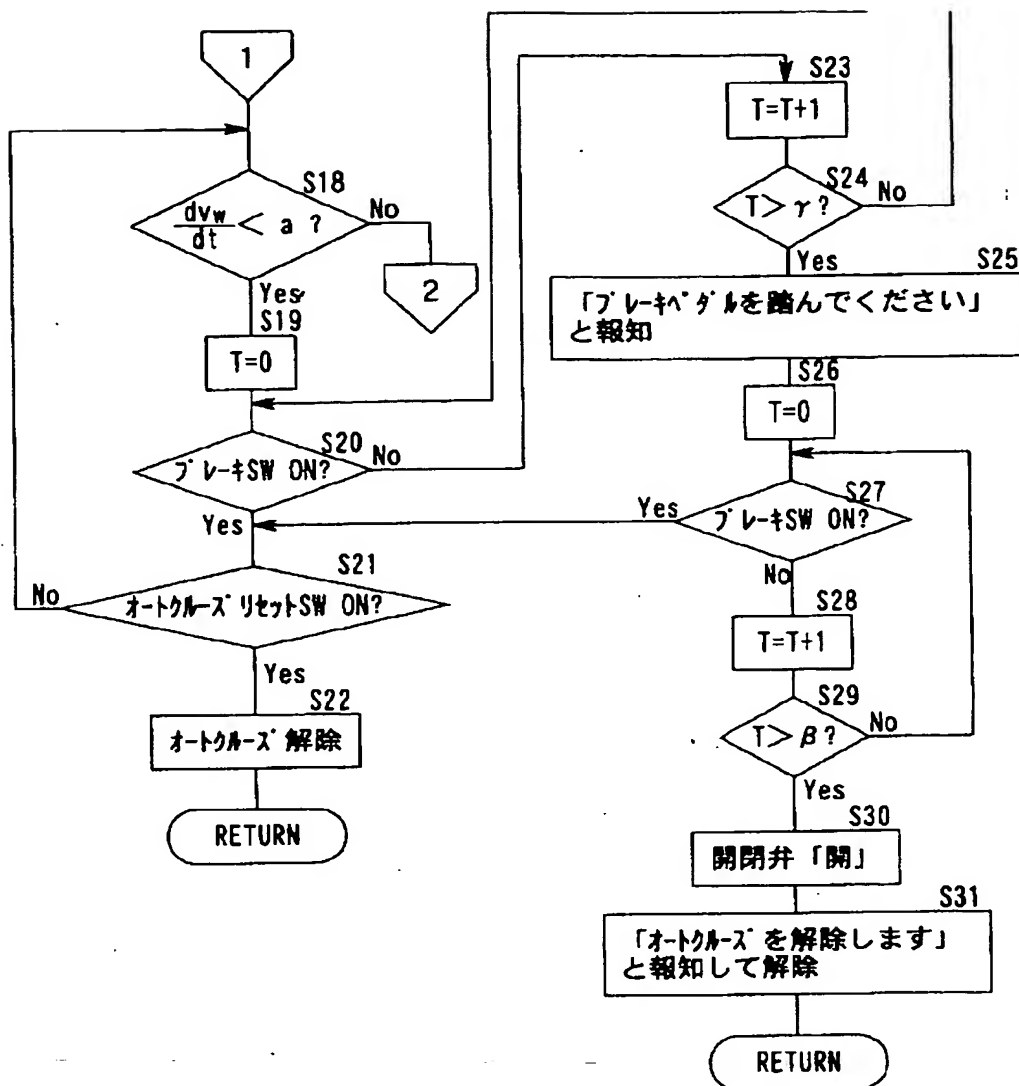 1
S18
dvw/dt < a ?
No
2
Yes
S19
T=0
S20
ブレーキSW ON?
No
Yes
S21
オートクルーズリセットSW ON?
No
Yes
S22
オートクルーズ解除
RETURN
S23
T=T+1
S24
T>γ?
No
Yes
S25
「ブレーキペダルを踏んでください」
と報知
S26
T=0
S27
ブレーキSW ON?
Yes
No
S28
T=T+1
S29
T>β?
No
Yes
S30
開閉弁「開」
S31
「オートクルーズを解除します」
と報知して解除
RETURN